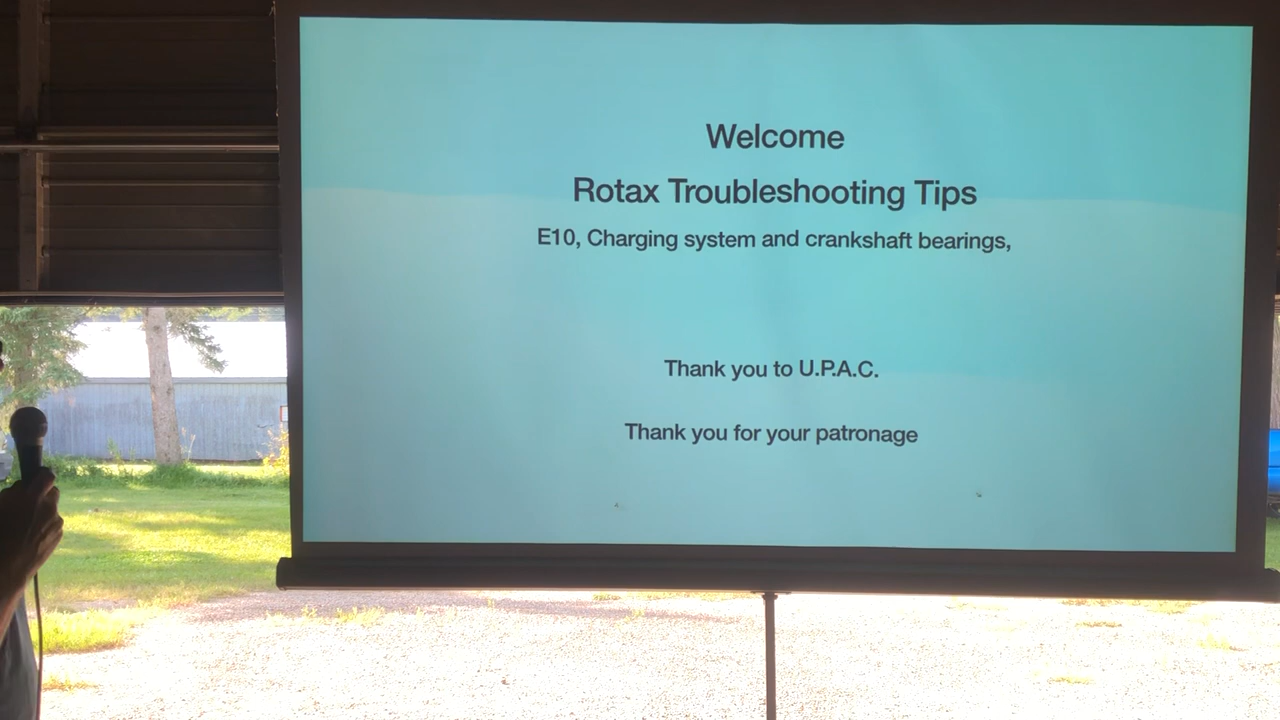 Welcome
Rotax Troubleshooting Tips
E10, Charging system and crankshaft bearings,
Thank you to U.P.A.C.
Thank you for your patronage